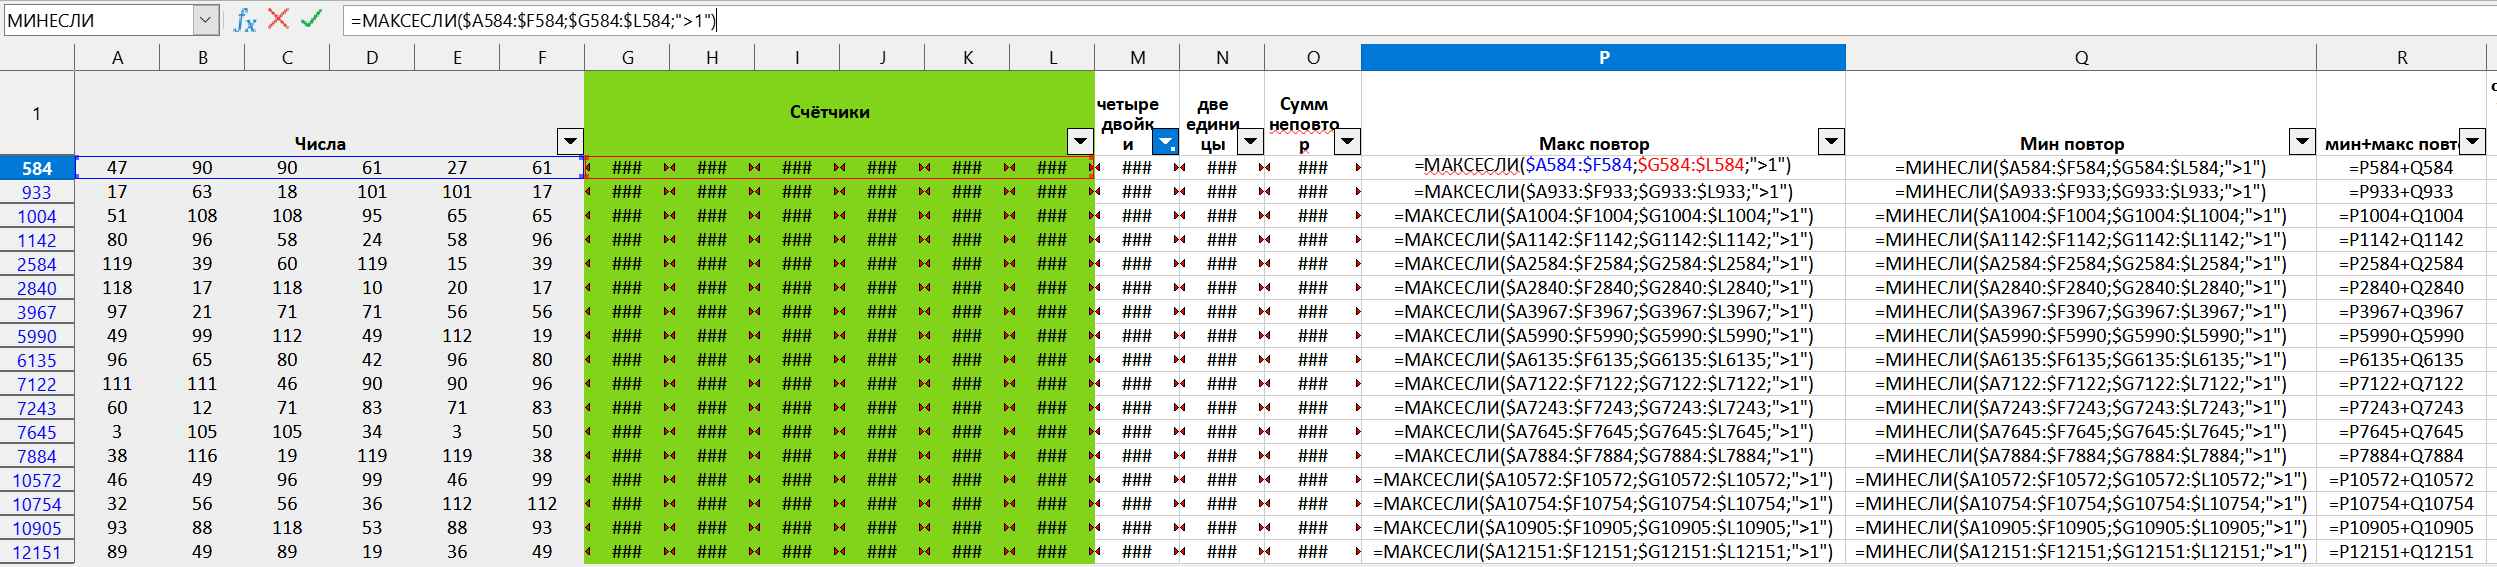 МИНЕСЛИ fx =МАКСЕСЛИ($A584:$F584;$G584:$L584;">1")
A B C D E F G H I J K L M N O P Q R
1 Числа Счётчики четыре двойк и две едини цы Сумм неповто р Макс повтор Мин повтор мин+макс повто
584 47 90 90 61 27 61 ### ### ### ### ### ### ### ### ### =МАКСЕСЛИ($A584:$F584;$G584:$L584;">1") =МИНЕСЛИ($A584:$F584;$G584:$L584;">1") =P584+Q584
933 17 63 18 101 101 17 ### ### ### ### ### ### ### ### ### =МАКСЕСЛИ($A933:$F933;$G933:$L933;">1") =МИНЕСЛИ($A933:$F933;$G933:$L933;">1") =P933+Q933
1004 51 108 108 95 65 65 ### ### ### ### ### ### ### ### ### =МАКСЕСЛИ($A1004:$F1004;$G1004:$L1004;">1") =МИНЕСЛИ($A1004:$F1004;$G1004:$L1004;">1") =P1004+Q1004
1142 80 96 58 24 58 96 ### ### ### ### ### ### ### ### ### =МАКСЕСЛИ($A1142:$F1142;$G1142:$L1142;">1") =МИНЕСЛИ($A1142:$F1142;$G1142:$L1142;">1") =P1142+Q1142
2584 119 39 60 119 15 39 ### ### ### ### ### ### ### ### ### =МАКСЕСЛИ($A2584:$F2584;$G2584:$L2584;">1") =МИНЕСЛИ($A2584:$F2584;$G2584:$L2584;">1") =P2584+Q2584
2840 118 17 118 10 20 17 ### ### ### ### ### ### ### ### ### =МАКСЕСЛИ($A2840:$F2840;$G2840:$L2840;">1") =МИНЕСЛИ($A2840:$F2840;$G2840:$L2840;">1") =P2840+Q2840
3967 97 21 71 71 56 56 ### ### ### ### ### ### ### ### ### =МАКСЕСЛИ($A3967:$F3967;$G3967:$L3967;">1") =МИНЕСЛИ($A3967:$F3967;$G3967:$L3967;">1") =P3967+Q3967
5990 49 99 112 49 112 19 ### ### ### ### ### ### ### ### ### =МАКСЕСЛИ($A5990:$F5990;$G5990:$L5990;">1") =МИНЕСЛИ($A5990:$F5990;$G5990:$L5990;">1") =P5990+Q5990
6135 96 65 80 42 96 80 ### ### ### ### ### ### ### ### ### =МАКСЕСЛИ($A6135:$F6135;$G6135:$L6135;">1") =МИНЕСЛИ($A6135:$F6135;$G6135:$L6135;">1") =P6135+Q6135
7122 111 111 46 90 90 96 ### ### ### ### ### ### ### ### ### =МАКСЕСЛИ($A7122:$F7122;$G7122:$L7122;">1") =МИНЕСЛИ($A7122:$F7122;$G7122:$L7122;">1") =P7122+Q7122
7243 60 12 71 83 71 83 ### ### ### ### ### ### ### ### ### =МАКСЕСЛИ($A7243:$F7243;$G7243:$L7243;">1") =МИНЕСЛИ($A7243:$F7243;$G7243:$L7243;">1") =P7243+Q7243
7645 3 105 105 34 3 50 ### ### ### ### ### ### ### ### ### =МАКСЕСЛИ($A7645:$F7645;$G7645:$L7645;">1") =МИНЕСЛИ($A7645:$F7645;$G7645:$L7645;">1") =P7645+Q7645
7884 38 116 19 119 119 38 ### ### ### ### ### ### ### ### ### =МАКСЕСЛИ($A7884:$F7884;$G7884:$L7884;">1") =МИНЕСЛИ($A7884:$F7884;$G7884:$L7884;">1") =P7884+Q7884
10572 46 49 96 99 46 99 ### ### ### ### ### ### ### ### ### =МАКСЕСЛИ($A10572:$F10572;$G10572:$L10572;">1") =МИНЕСЛИ($A10572:$F10572;$G10572:$L10572;">1") =P10572+Q10572
10754 32 56 56 36 112 112 ### ### ### ### ### ### ### ### ### =МАКСЕСЛИ($A10754:$F10754;$G10754:$L10754;">1") =МИНЕСЛИ($A10754:$F10754;$G10754:$L10754;">1") =P10754+Q10754
10905 93 88 118 53 88 93 ### ### ### ### ### ### ### ### ### =МАКСЕСЛИ($A10905:$F10905;$G10905:$L10905;">1") =МИНЕСЛИ($A10905:$F10905;$G10905:$L10905;">1") =P10905+Q10905
12151 89 49 89 19 36 49 ### ### ### ### ### ### ### ### ### =МАКСЕСЛИ($A12151:$F12151;$G12151:$L12151;">1") =МИНЕСЛИ($A12151:$F12151;$G12151:$L12151;">1") =P12151+Q12151